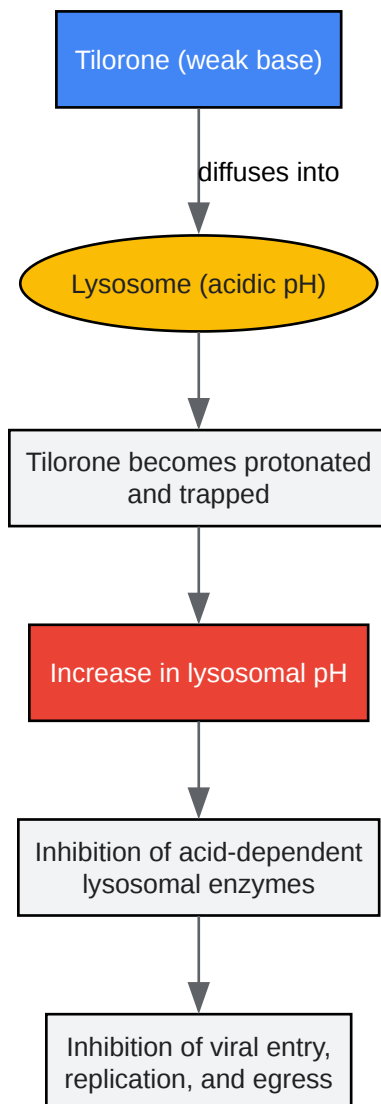 Tilorone (weak base)
diffuses into
Lysosome (acidic pH)
Tilorone becomes protonated
and trapped
Increase in lysosomal pH
Inhibition of acid-dependent
lysosomal enzymes
Inhibition of viral entry,
replication, and egress